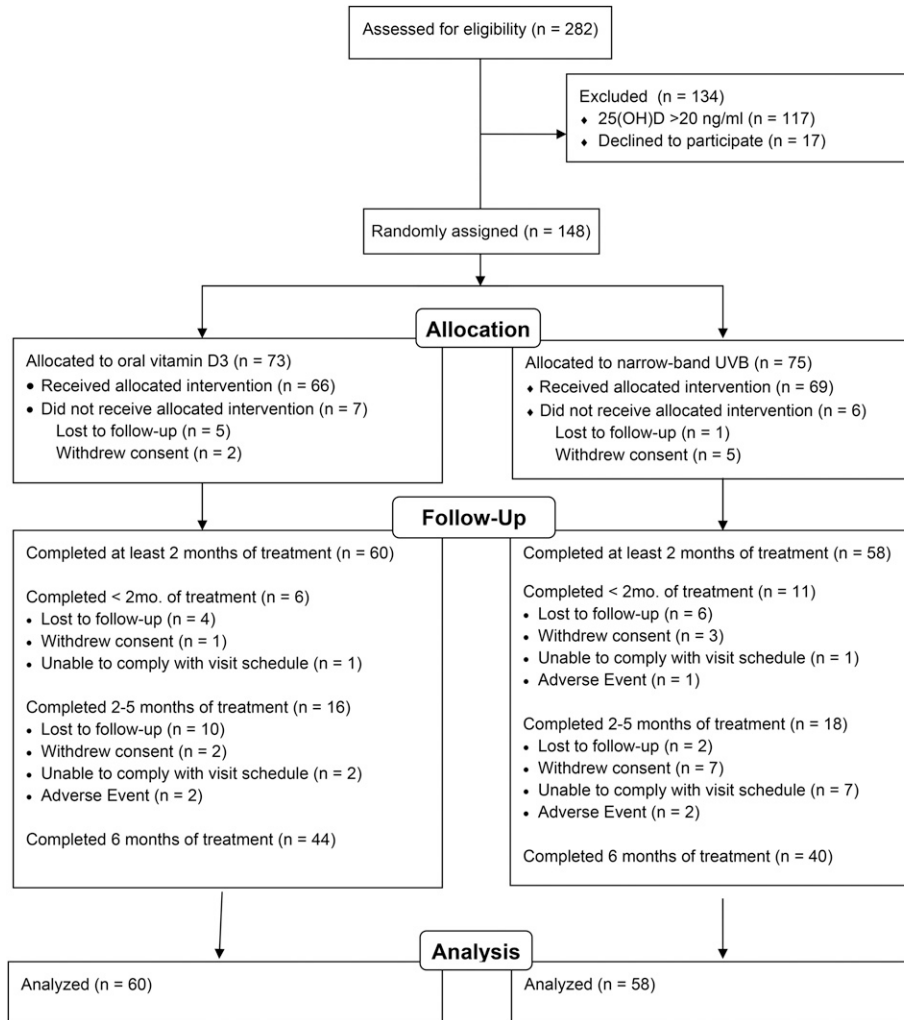 Assessed for eligibility (n = 282)
Excluded (n = 134)
♦ 25(OH)D >20 ng/ml (n = 117)
♦ Declined to participate (n = 17)
Randomly assigned (n = 148)
Allocation
Allocated to oral vitamin D3 (n = 73)
• Received allocated intervention (n = 66)
• Did not receive allocated intervention (n = 7)
Lost to follow-up (n = 5)
Withdrew consent (n = 2)
Allocated to narrow-band UVB (n = 75)
♦ Received allocated intervention (n = 69)
♦ Did not receive allocated intervention (n = 6)
Lost to follow-up (n = 1)
Withdrew consent (n = 5)
Follow-Up
Completed at least 2 months of treatment (n = 60)
Completed < 2mo. of treatment (n = 6)
• Lost to follow-up (n = 4)
• Withdrew consent (n = 1)
• Unable to comply with visit schedule (n = 1)
Completed 2-5 months of treatment (n = 16)
• Lost to follow-up (n = 10)
• Withdrew consent (n = 2)
• Unable to comply with visit schedule (n = 2)
• Adverse Event (n = 2)
Completed 6 months of treatment (n = 44)
Completed at least 2 months of treatment (n = 58)
Completed < 2mo. of treatment (n = 11)
• Lost to follow-up (n = 6)
• Withdrew consent (n = 3)
• Unable to comply with visit schedule (n = 1)
• Adverse Event (n = 1)
Completed 2-5 months of treatment (n = 18)
• Lost to follow-up (n = 2)
• Withdrew consent (n = 7)
• Unable to comply with visit schedule (n = 7)
• Adverse Event (n = 2)
Completed 6 months of treatment (n = 40)
Analysis
Analyzed (n = 60)
Analyzed (n = 58)